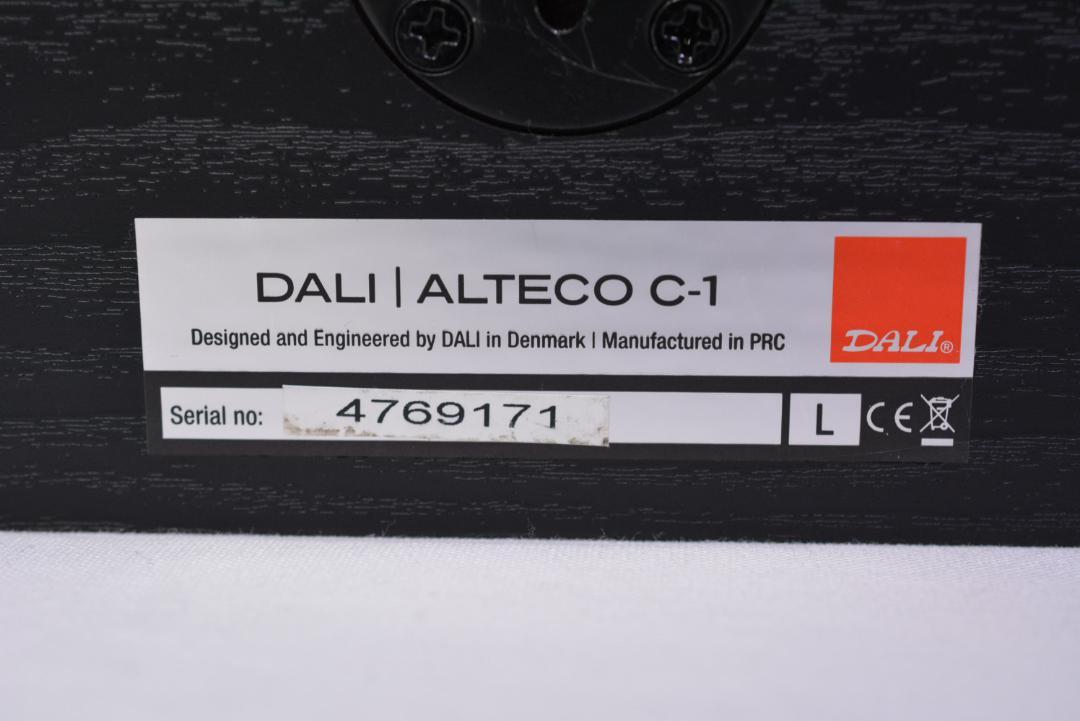 DALI | ALTECO C-1
Designed and Engineered by DALI in Denmark | Manufactured in PRC
DALI®
Serial no: 4769171
L CE